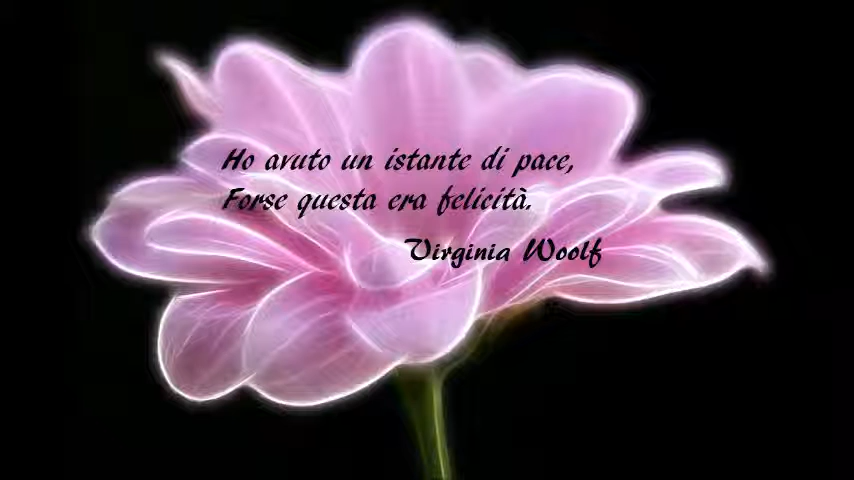 Ho avuto un istante di pace,
Forse questa era felicità.
Virginia Woolf